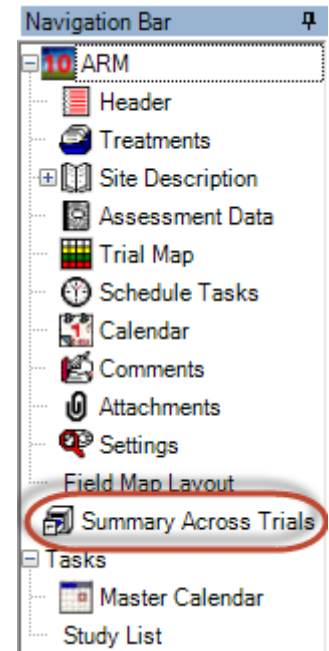 Navigation Bar
10 ARM
Header
Treatments
Site Description
Assessment Data
Trial Map
Schedule Tasks
1 Calendar
Comments
Attachments
Settings
Field Map Layout
Summary Across Trials
Tasks
Master Calendar
Study List